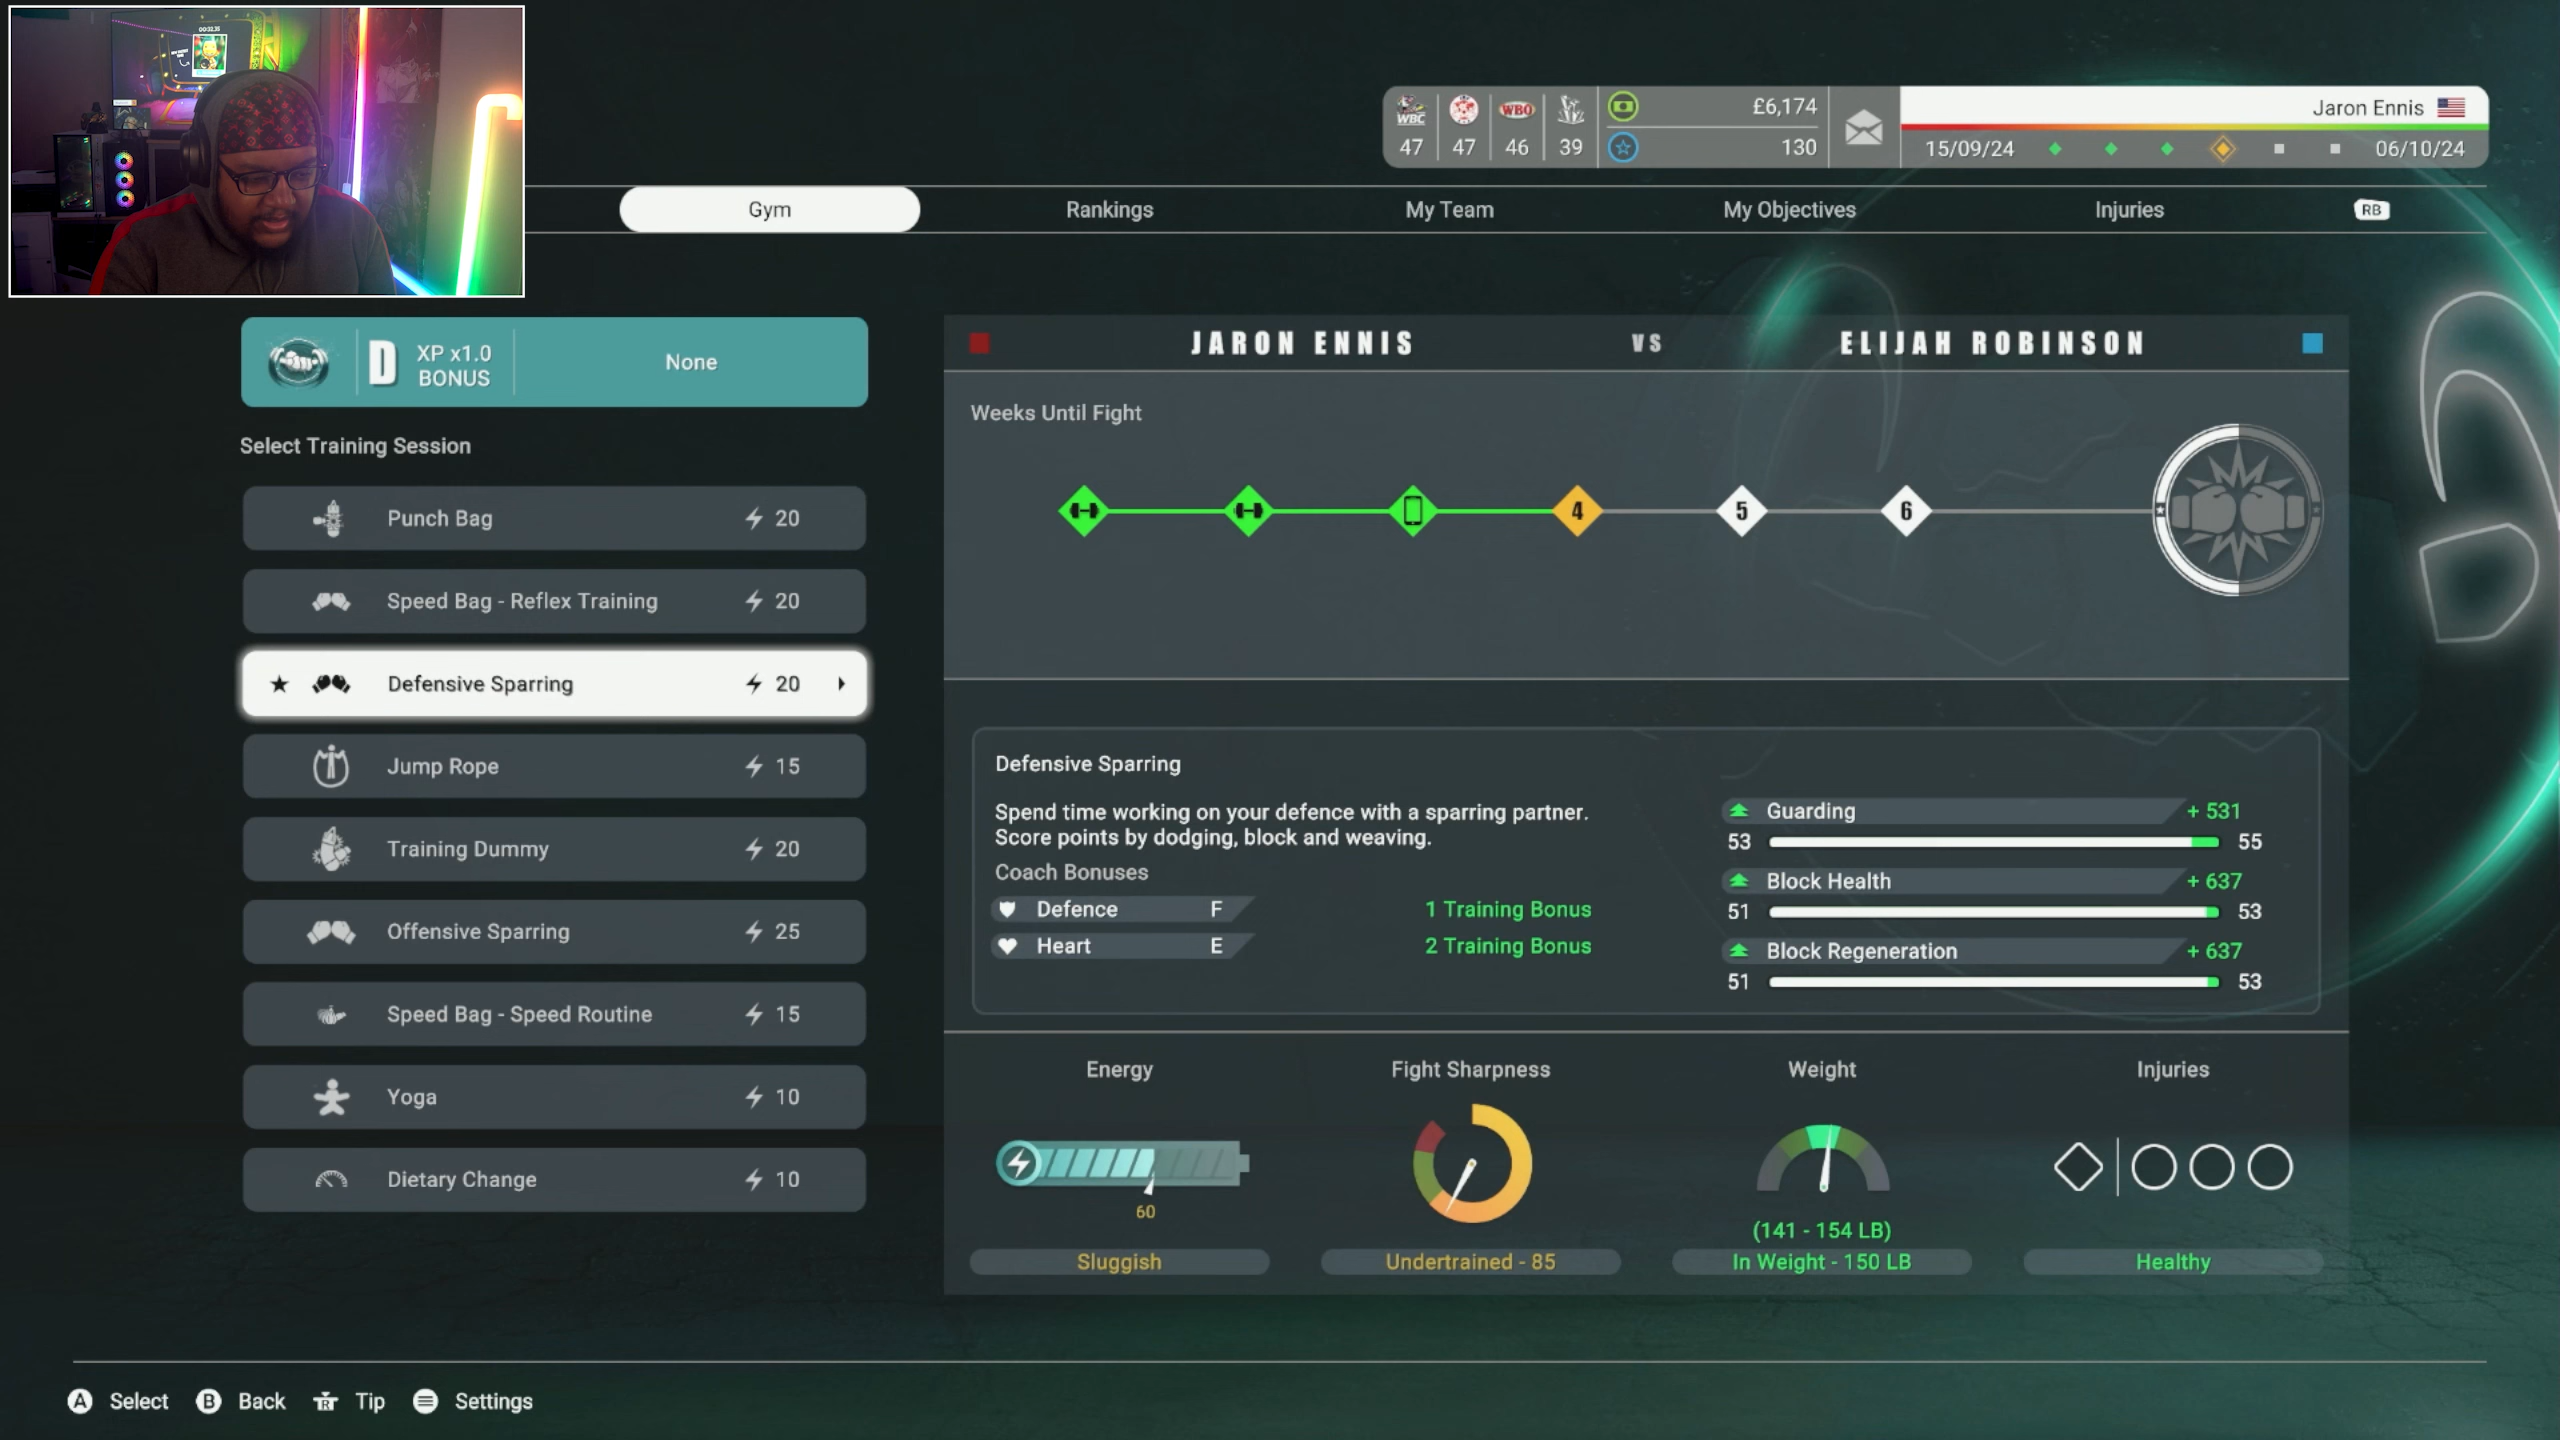 WBC
WBO
47
47
46
39
£6,174
130
Jaron Ennis
15/09/24
06/10/24
Gym
Rankings
My Team
My Objectives
Injuries
RB
D
XP x1.0
BONUS
None
Select Training Session
Punch Bag 20
Speed Bag - Reflex Training 20
Defensive Sparring 20
Jump Rope 15
Training Dummy 20
Offensive Sparring 25
Speed Bag - Speed Routine 15
Yoga 10
Dietary Change 10
JARON ENNIS VS ELIJAH ROBINSON
Weeks Until Fight
4 5 6
Defensive Sparring
Spend time working on your defence with a sparring partner.
Score points by dodging, block and weaving.
Coach Bonuses
Defence F 1 Training Bonus
Heart E 2 Training Bonus
Guarding + 531
53 55
Block Health + 637
51 53
Block Regeneration + 637
51 53
Energy
60
Sluggish
Fight Sharpness
Undertrained - 85
Weight
(141 - 154 LB)
In Weight - 150 LB
Injuries
Healthy
A Select B Back R Tip Settings